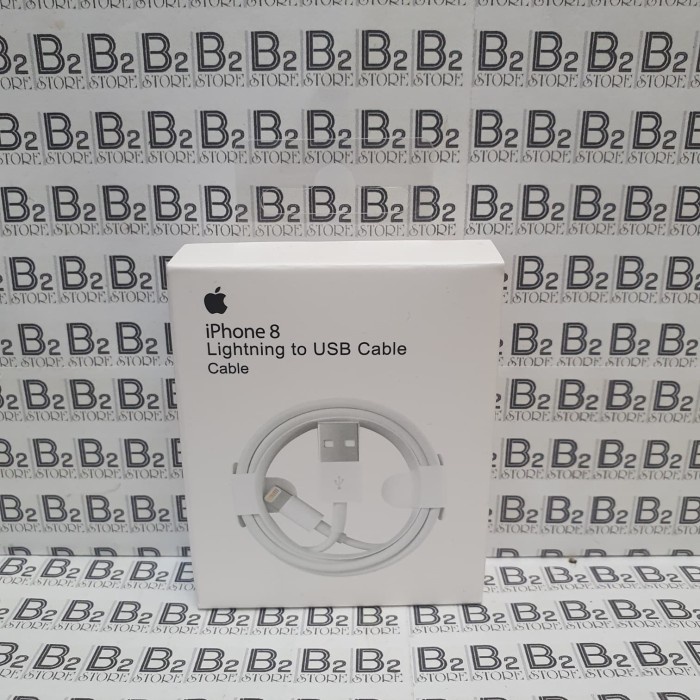 iPhone 8
Lightning to USB Cable
Cable
B2
STORE